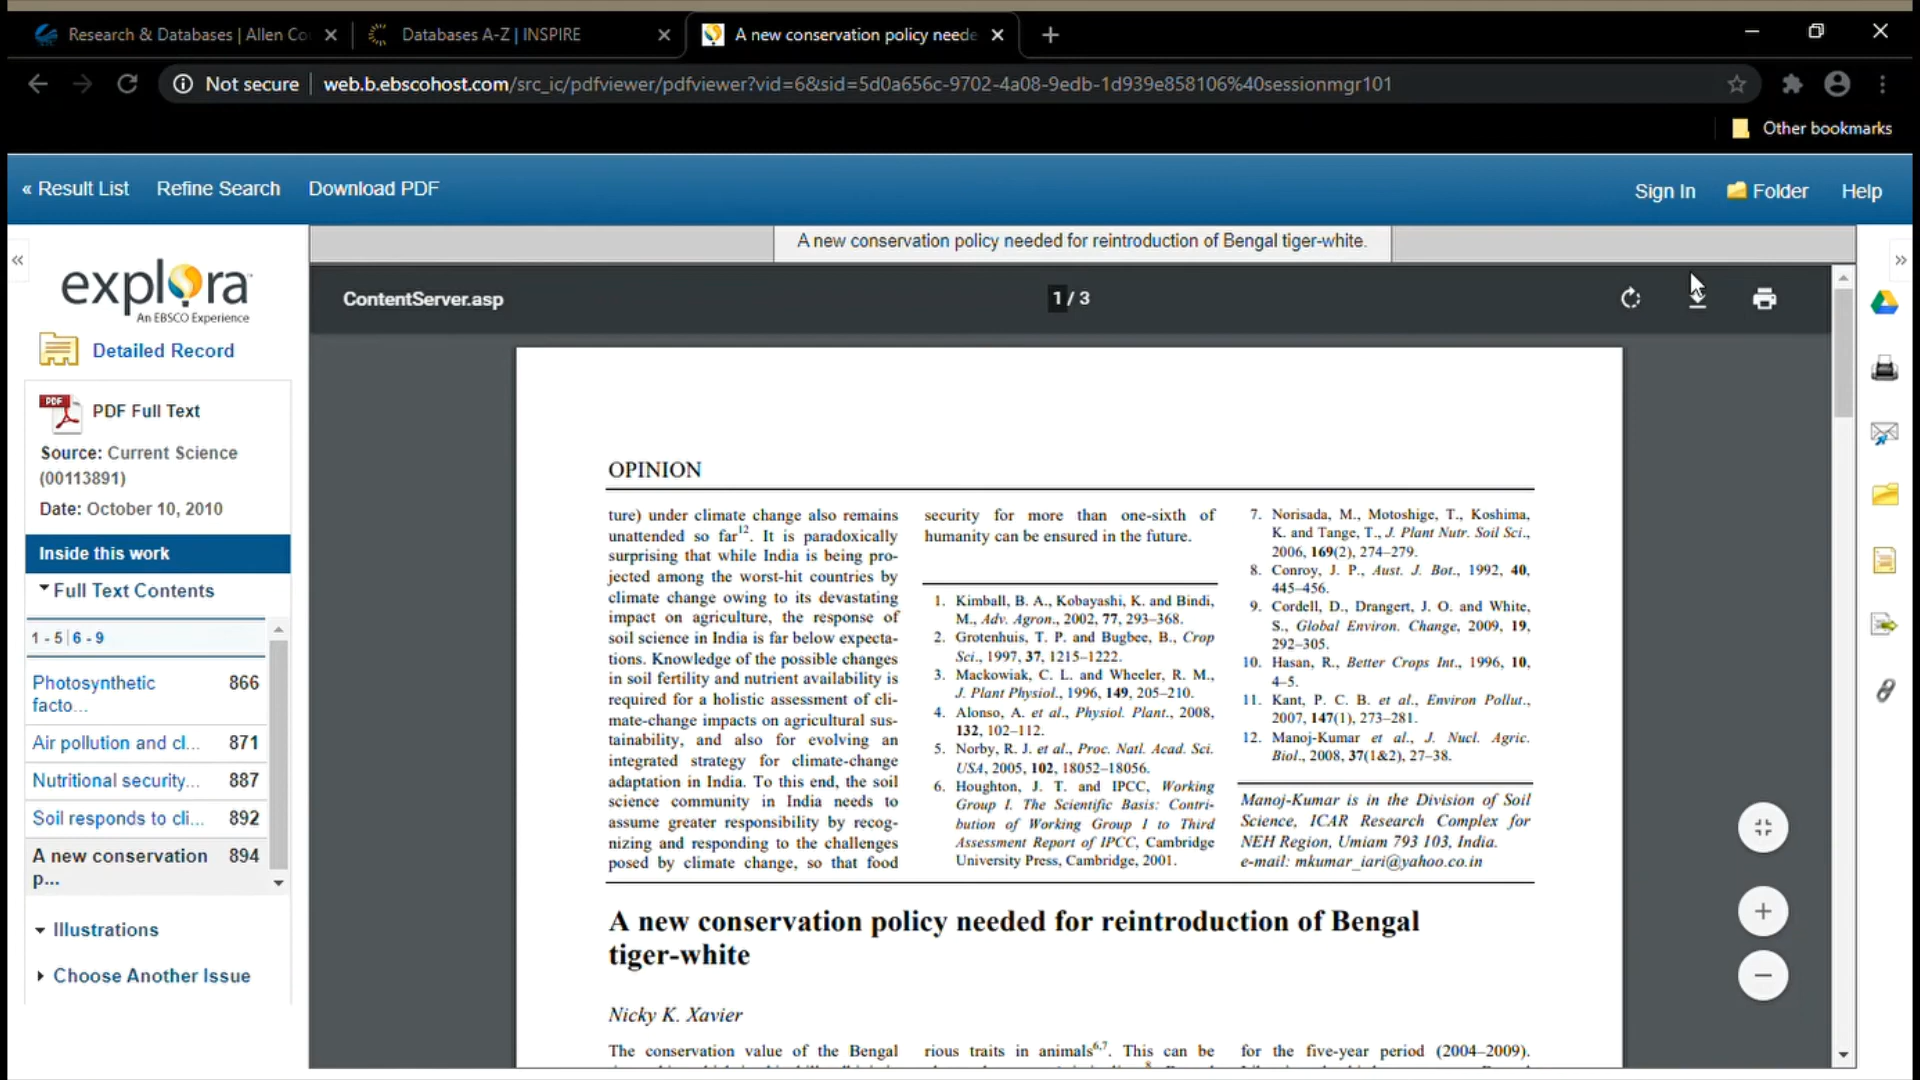 Research & Databases | Allen Co
Databases A-Z | INSPIRE
A new conservation policy neede
Not secure
web.b.ebscohost.com/src_ic/pdfviewer/pdfviewer?vid=6&sid=5d0a656c-9702-4a08-9edb-1d939e858106%40sessionmgr101
Other bookmarks
« Result List
Refine Search
Download PDF
Sign In
Folder
Help
A new conservation policy needed for reintroduction of Bengal tiger-white.
explora
An EBSCO Experience
Detailed Record
PDF
PDF Full Text
Source: Current Science
(00113891)
Date: October 10, 2010
Inside this work
Full Text Contents
1 - 5 | 6 - 9
Photosynthetic 866
facto...
Air pollution and cl... 871
Nutritional security... 887
Soil responds to cli... 892
A new conservation 894
p...
Illustrations
Choose Another Issue
ContentServer.asp
1 / 3
OPINION
ture) under climate change also remains
unattended so far12. It is paradoxically
surprising that while India is being pro-
jected among the worst-hit countries by
climate change owing to its devastating
impact on agriculture, the response of
soil science in India is far below expecta-
tions. Knowledge of the possible changes
in soil fertility and nutrient availability is
required for a holistic assessment of cli-
mate-change impacts on agricultural sus-
tainability, and also for evolving an
integrated strategy for climate-change
adaptation in India. To this end, the soil
science community in India needs to
assume greater responsibility by recog-
nizing and responding to the challenges
posed by climate change, so that food
security for more than one-sixth of
humanity can be ensured in the future.
1. Kimball, B. A., Kobayashi, K. and Bindi,
M., Adv. Agron., 2002, 77, 293–368.
2. Grotenhuis, T. P. and Bugbee, B., Crop
Sci., 1997, 37, 1215–1222.
3. Mackowiak, C. L. and Wheeler, R. M.,
J. Plant Physiol., 1996, 149, 205–210.
4. Alonso, A. et al., Physiol. Plant., 2008,
132, 102–112.
5. Norby, R. J. et al., Proc. Natl. Acad. Sci.
USA, 2005, 102, 18052–18056.
6. Houghton, J. T. and IPCC, Working
Group I. The Scientific Basis: Contri-
bution of Working Group I to Third
Assessment Report of IPCC, Cambridge
University Press, Cambridge, 2001.
7. Norisada, M., Motoshige, T., Koshima,
K. and Tange, T., J. Plant Nutr. Soil Sci.,
2006, 169(2), 274–279.
8. Conroy, J. P., Aust. J. Bot., 1992, 40,
445–456.
9. Cordell, D., Drangert, J. O. and White,
S., Global Environ. Change, 2009, 19,
292–305.
10. Hasan, R., Better Crops Int., 1996, 10,
4–5.
11. Kant, P. C. B. et al., Environ Pollut.,
2007, 147(1), 273–281.
12. Manoj-Kumar et al., J. Nucl. Agric.
Biol., 2008, 37(1&2), 27–38.
Manoj-Kumar is in the Division of Soil
Science, ICAR Research Complex for
NEH Region, Umiam 793 103, India.
e-mail: mkumar_iari@yahoo.co.in
A new conservation policy needed for reintroduction of Bengal
tiger-white
Nicky K. Xavier
The conservation value of the Bengal
rious traits in animals6,7. This can be
for the five-year period (2004–2009).